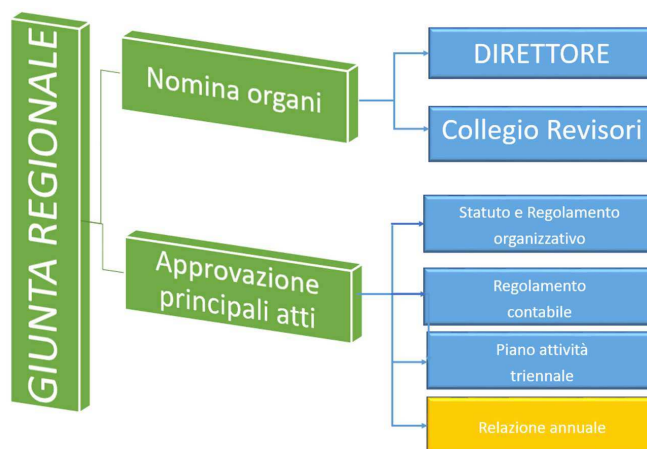 GIUNTA REGIONALE
Nomina organi
DIRETTORE
Collegio Revisori
Approvazione
principali atti
Statuto e Regolamento
organizzativo
Regolamento
contabile
Piano attività
triennale
Relazione annuale